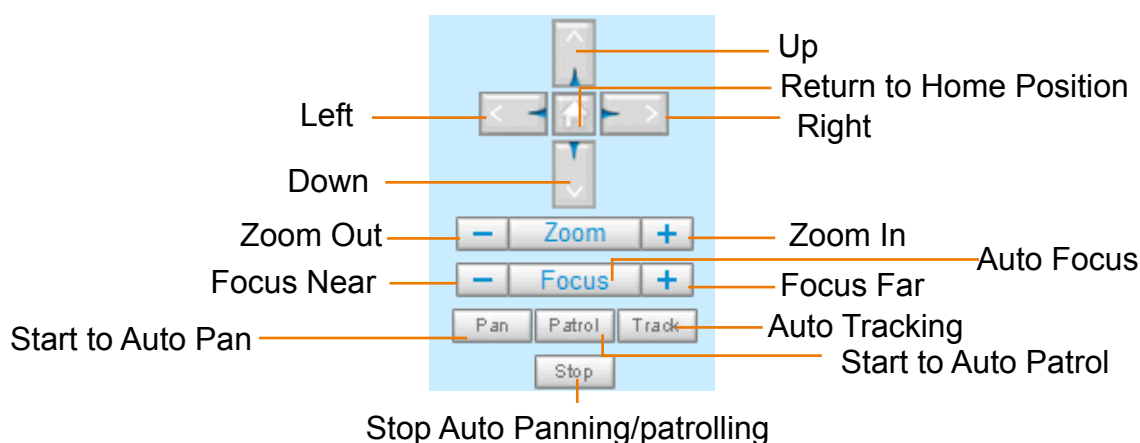 Up
Return to Home Position
Left
Right
Down
Zoom Out
− Zoom +
Zoom In
Auto Focus
Focus Near
− Focus +
Focus Far
Pan Patrol Track
Auto Tracking
Start to Auto Pan
Start to Auto Patrol
Stop
Stop Auto Panning/patrolling